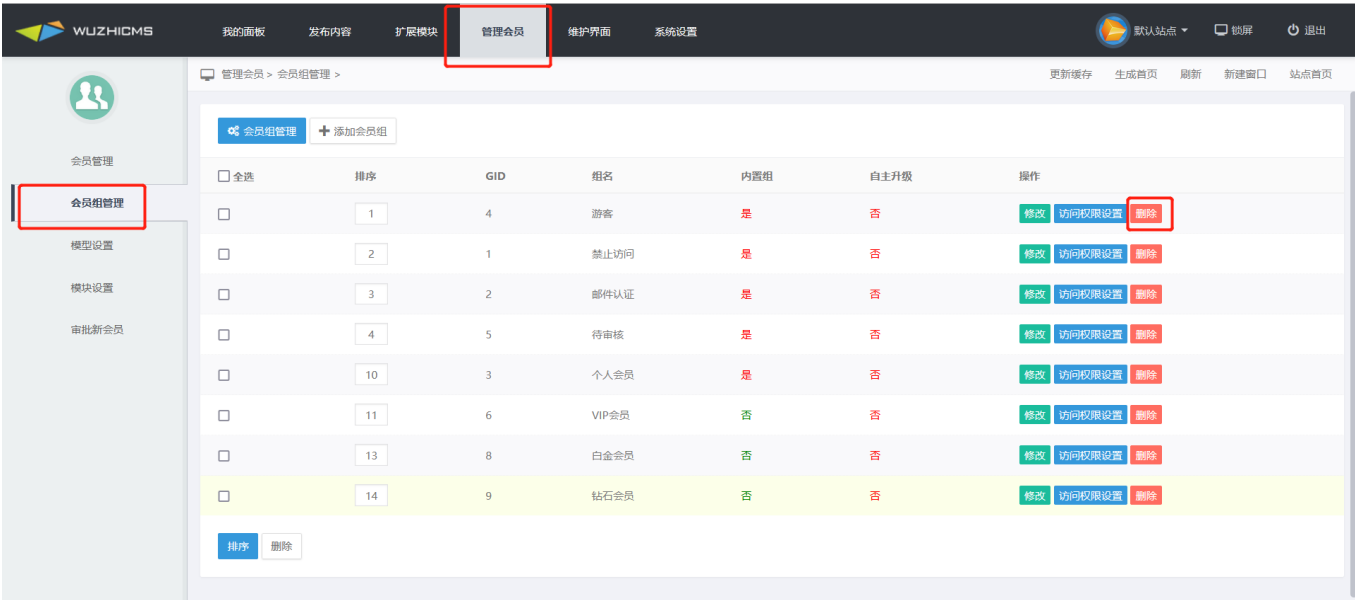 WUZHICMS 我的面板 发布内容 扩展模块 管理会员 维护界面 系统设置 默认站点 锁屏 退出
管理会员 > 会员组管理 > 更新缓存 生成首页 刷新 新建窗口 站点首页
会员组管理 添加会员组
会员管理
会员组管理
模型设置
模块设置
审批新会员
全选 排序 GID 组名 内置组 自主升级 操作
1 4 游客 是 否 修改 访问权限设置 删除
2 1 禁止访问 是 否 修改 访问权限设置 删除
3 2 邮件认证 是 否 修改 访问权限设置 删除
4 5 待审核 是 否 修改 访问权限设置 删除
10 3 个人会员 是 否 修改 访问权限设置 删除
11 6 VIP会员 否 否 修改 访问权限设置 删除
13 8 白金会员 否 否 修改 访问权限设置 删除
14 9 钻石会员 否 否 修改 访问权限设置 删除
排序 删除